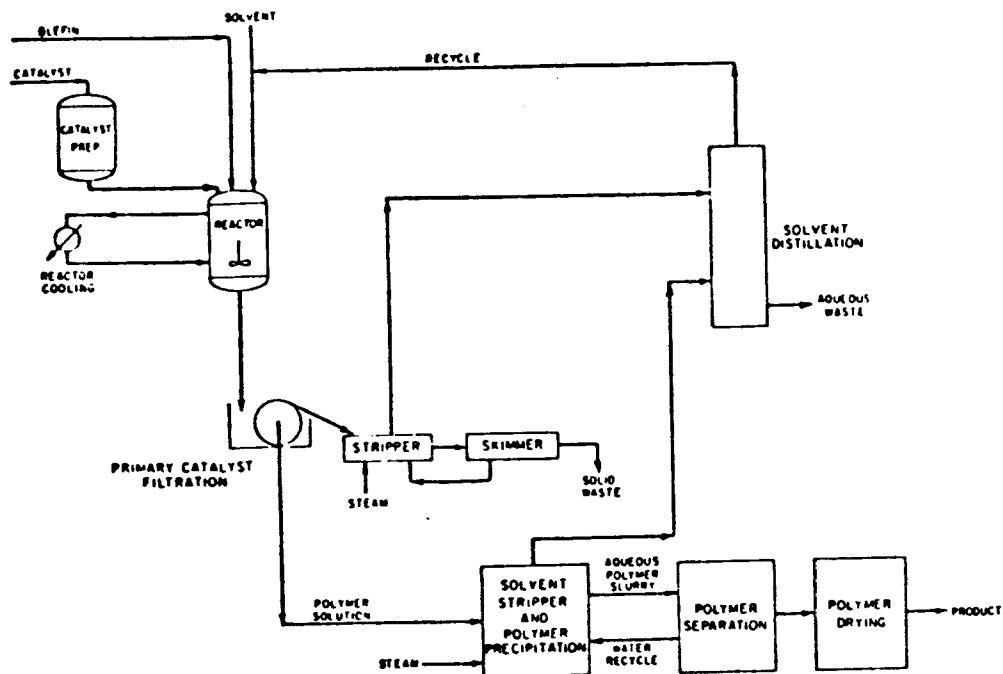 SOLVENT
OLEFIN
RECYCLE
CATALYST
CATALYST
PREP
REACTOR
REACTOR
COOLING
SOLVENT
DISTILLATION
AQUEOUS
WASTE
STRIPPER
SKIMMER
PRIMARY CATALYST
FILTRATION
STEAM
SOLID
WASTE
SOLVENT
STRIPPER
AND
POLYMER
PRECIPITATION
AQUEOUS
POLYMER
SLURRY
POLYMER
SOLUTION
POLYMER
SEPARATION
POLYMER
DRYING
PRODUCT
WATER
RECYCLE
STEAM